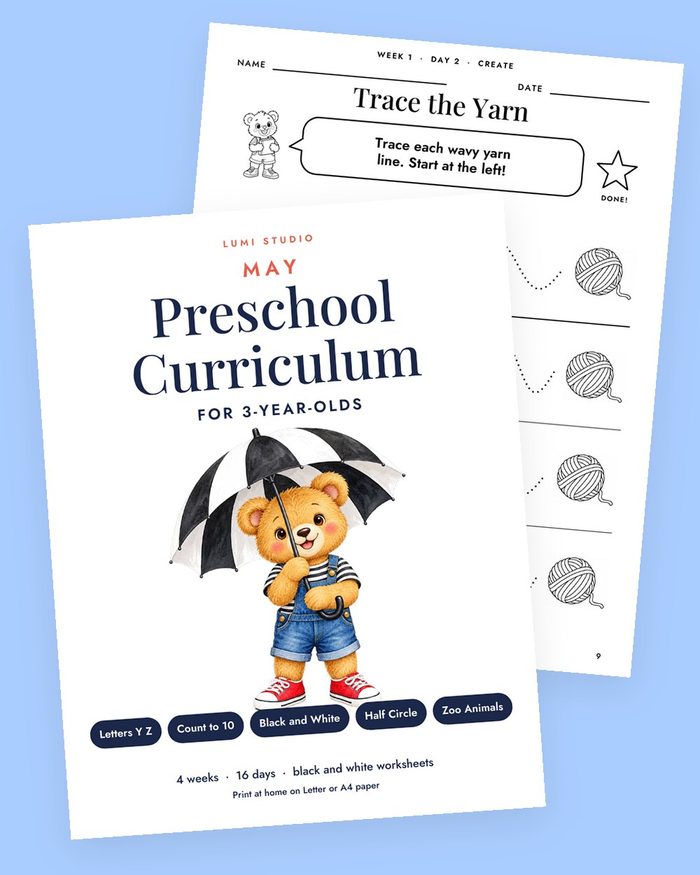 WEEK 1 · DAY 2 · CREATE
NAME
DATE
Trace the Yarn
Trace each wavy yarn
line. Start at the left!
DONE!
9
LUMI STUDIO
MAY
Preschool
Curriculum
FOR 3-YEAR-OLDS
Letters Y Z
Count to 10
Black and White
Half Circle
Zoo Animals
4 weeks · 16 days · black and white worksheets
Print at home on Letter or A4 paper